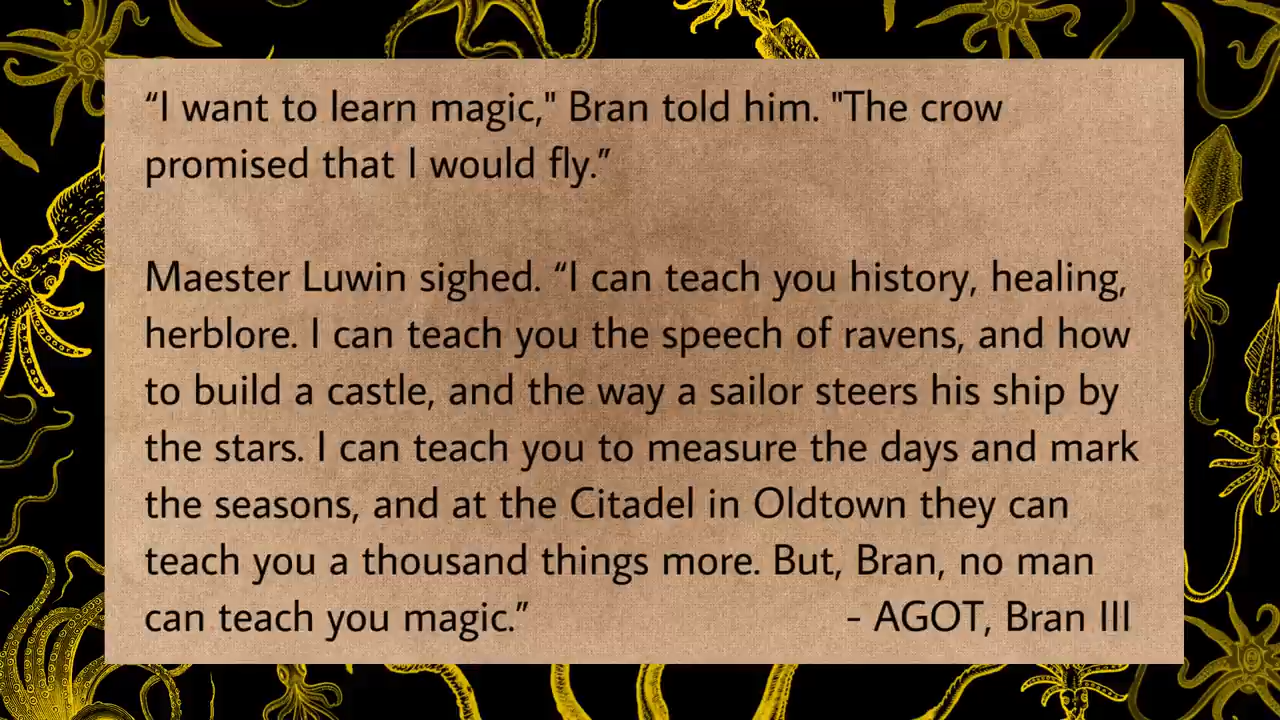 “I want to learn magic," Bran told him. "The crow
promised that I would fly.”
Maester Luwin sighed. “I can teach you history, healing,
herblore. I can teach you the speech of ravens, and how
to build a castle, and the way a sailor steers his ship by
the stars. I can teach you to measure the days and mark
the seasons, and at the Citadel in Oldtown they can
teach you a thousand things more. But, Bran, no man
can teach you magic.” - AGOT, Bran III